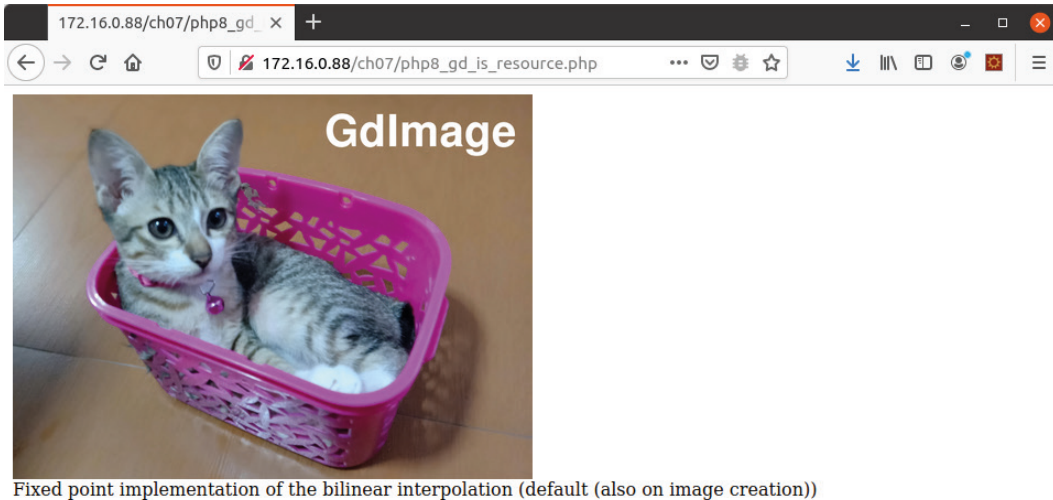 172.16.0.88/ch07/php8_gd_
172.16.0.88/ch07/php8_gd_is_resource.php
GdImage
Fixed point implementation of the bilinear interpolation (default (also on image creation))